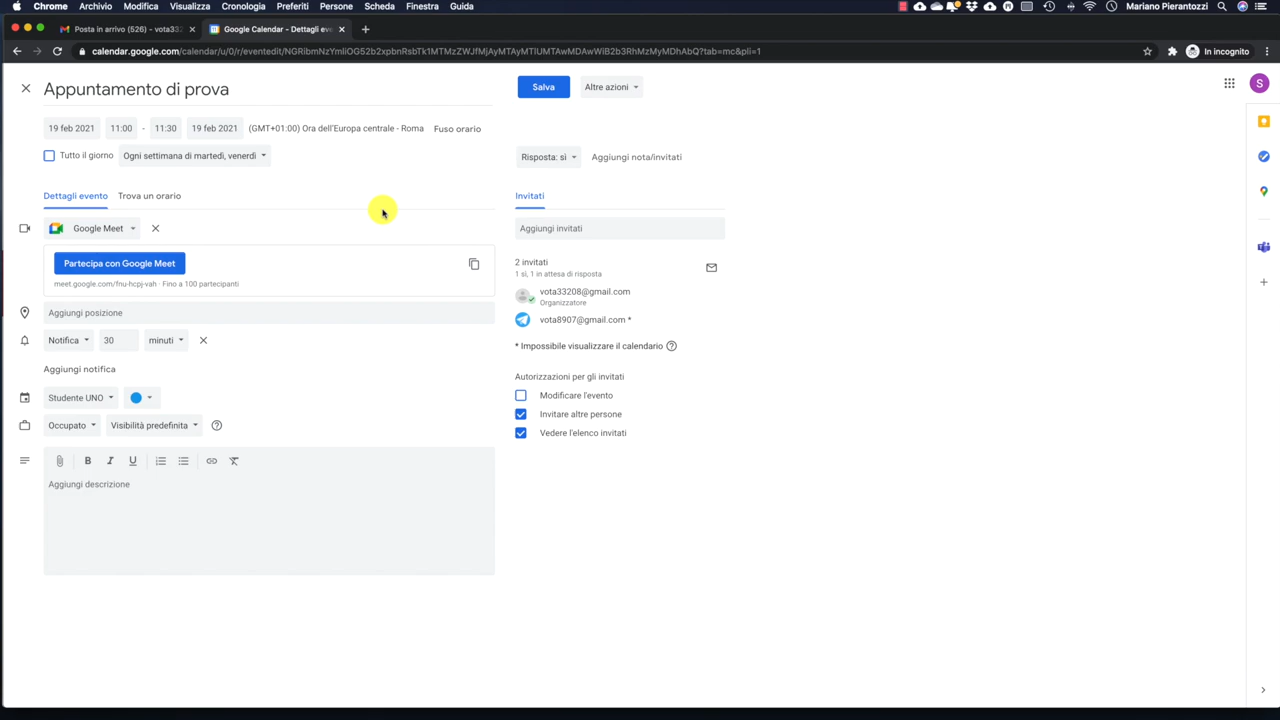 Chrome Archivio Modifica Visualizza Cronologia Preferiti Persone Scheda Finestra Guida Mariano Pierantozzi
Posta in arrivo (526) - vota332 Google Calendar - Dettagli eve
calendar.google.com/calendar/u/0/r/eventedit/ In incognito
Appuntamento di prova Salva Altre azioni
S
19 feb 2021 11:00 - 11:30 19 feb 2021 (GMT+01:00) Ora dell'Europa centrale - Roma Fuso orario
Tutto il giorno Ogni settimana di martedì, venerdì Risposta: sì Aggiungi nota/invitati
Dettagli evento Trova un orario Invitati
Google Meet Aggiungi invitati
Partecipa con Google Meet
meet.google.com/fnu-hcpj-vah · Fino a 100 partecipanti
2 invitati
1 sì, 1 in attesa di risposta
vota33208@gmail.com
Organizzatore
vota8907@gmail.com *
Aggiungi posizione
Notifica 30 minuti
* Impossibile visualizzare il calendario
Aggiungi notifica
Autorizzazioni per gli invitati
Modificare l'evento
Invitare altre persone
Vedere l'elenco invitati
Studente UNO
Occupato Visibilità predefinita
B I U
Aggiungi descrizione